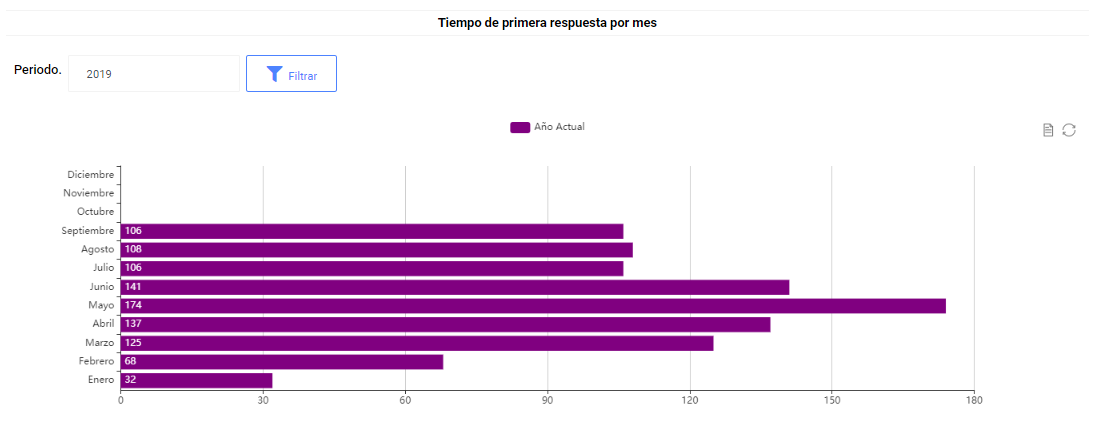 Tiempo de primera respuesta por mes
Periodo. 2019 Filtrar
Año Actual
Diciembre
Noviembre
Octubre
Septiembre 106
Agosto 108
Julio 106
Junio 141
Mayo 174
Abril 137
Marzo 125
Febrero 68
Enero 32
0 30 60 90 120 150 180